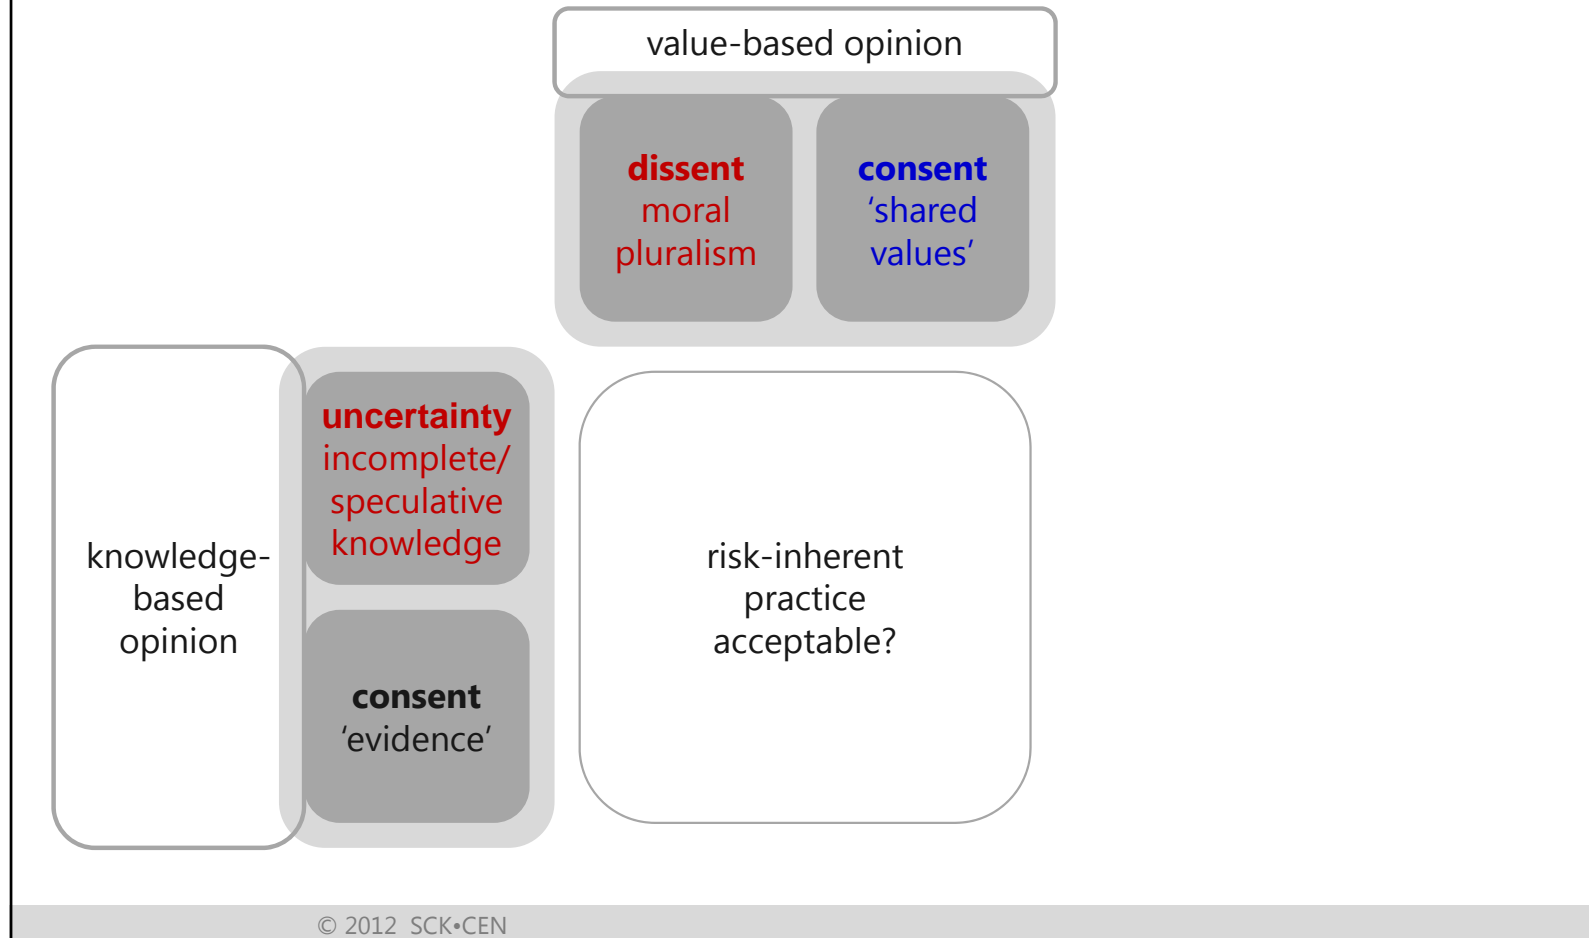 value-based opinion
dissent
moral
pluralism
consent
‘shared
values’
uncertainty
incomplete/
speculative
knowledge
knowledge-
based
opinion
consent
‘evidence’
risk-inherent
practice
acceptable?
© 2012 SCK•CEN